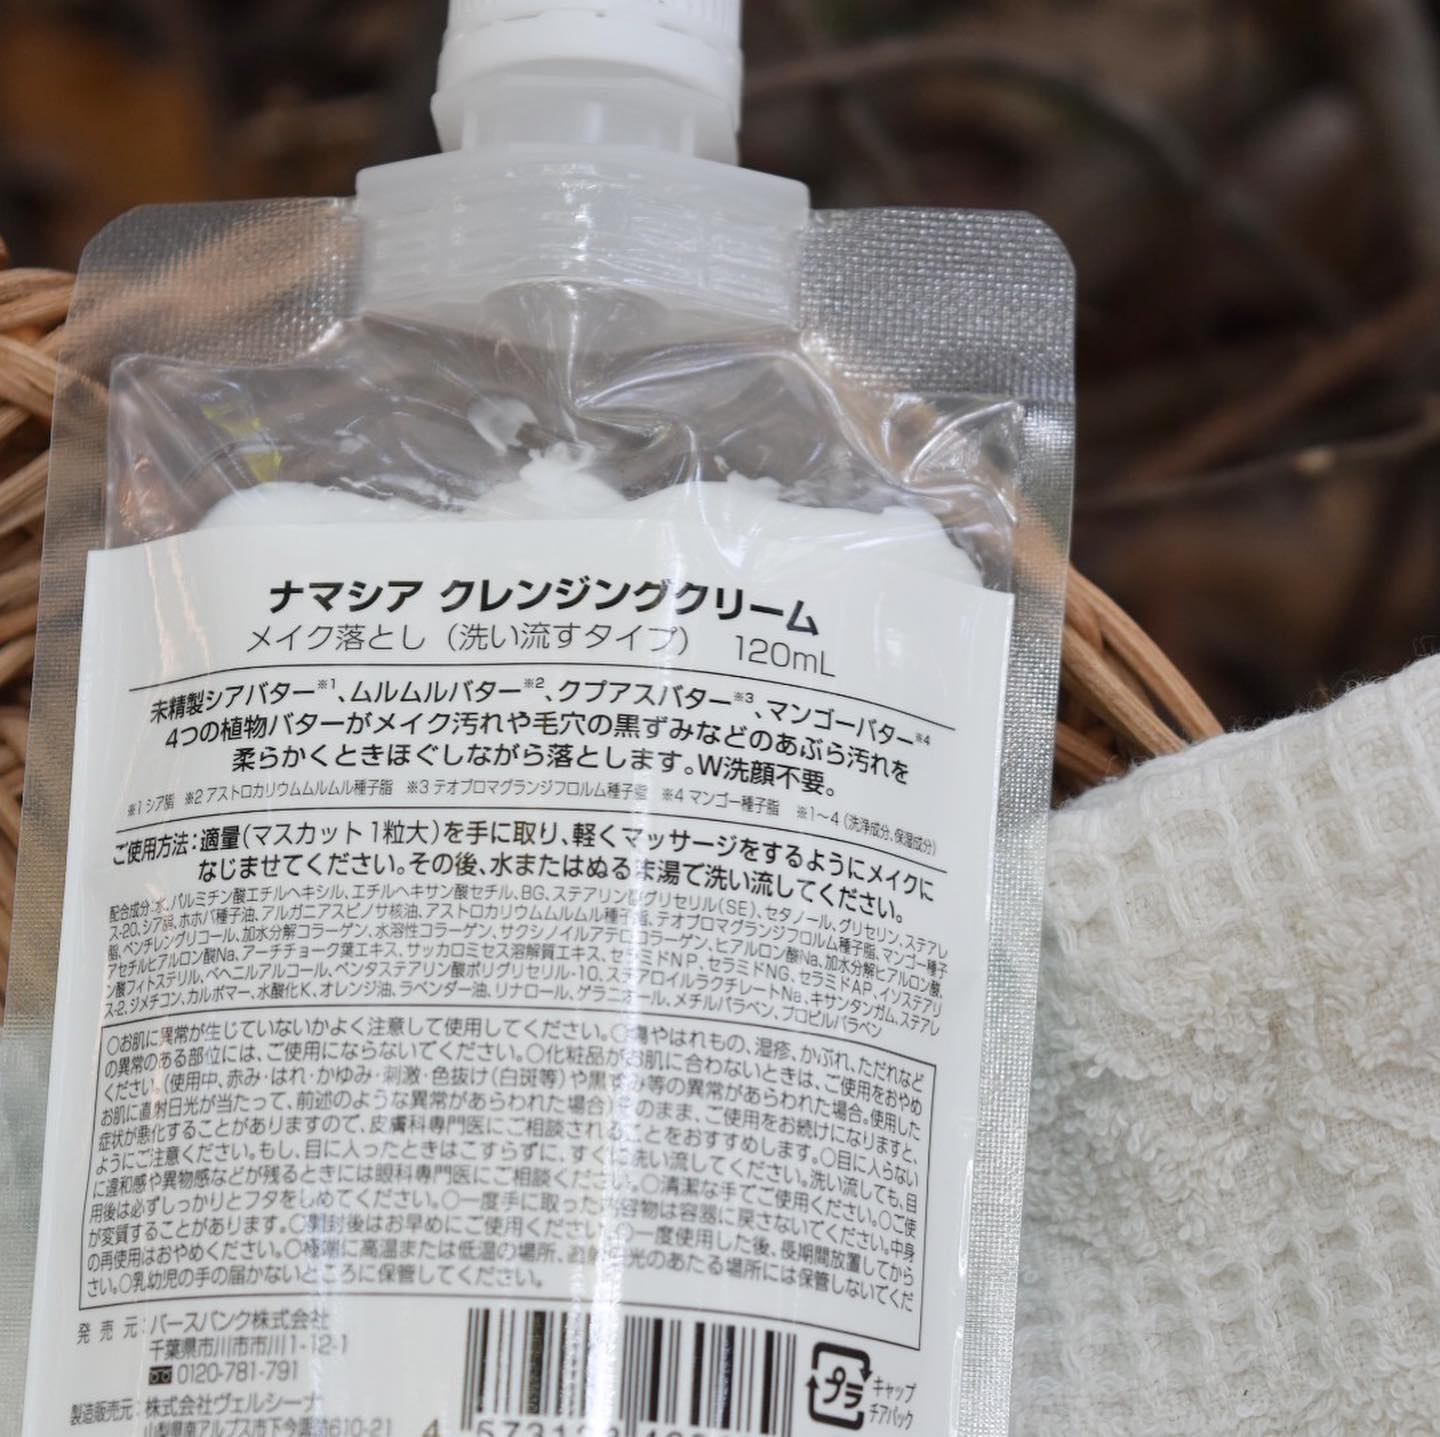 ナマシア クレンジングクリーム
メイク落とし（洗い流すタイプ） 120mL
未精製シアバター※1、ムルムルバター※2、クプアスバター※3、マンゴーバター※4
4つの植物バターがメイク汚れや毛穴の黒ずみなどのあぶら汚れを
柔らかくときほぐしながら落とします。W洗顔不要。
※1 シア脂 ※2 アストロカリウムムルムル種子脂 ※3 テオブロマグランジフロルム種子脂 ※4 マンゴー種子脂 ※1～4（洗浄成分、保湿成分）
ご使用方法：適量（マスカット1粒大）を手に取り、軽くマッサージをするようにメイクに
なじませてください。その後、水またはぬるま湯で洗い流してください。
配合成分：水、パルミチン酸エチルヘキシル、エチルヘキサン酸セチル、BG、ステアリン酸グリセリル（SE）、セタノール、グリセリン、ステアレ
ス-20、シア脂、ホホバ種子油、アルガニアスピノサ核油、アストロカリウムムルムル種子脂、テオブロマグランジフロルム種子脂、マンゴー種子
脂、ペンチレングリコール、加水分解コラーゲン、水溶性コラーゲン、サクシノイルアテロコラーゲン、ヒアルロン酸Na、加水分解ヒアルロン酸、
アセチルヒアルロン酸Na、アーチチョーク葉エキス、サッカロミセス溶解質エキス、セラミドNP、セラミドNG、セラミドAP、イソステアリ
ン酸フィトステリル、ベヘニルアルコール、ペンタステアリン酸ポリグリセリル-10、ステアロイルラクチレートNa、キサンタンガム、ステアレ
ス-2、ジメチコン、カルボマー、水酸化K、オレンジ油、ラベンダー油、リナロール、ゲラニオール、メチルパラベン、プロピルパラベン
○お肌に異常が生じていないかよく注意して使用してください。○傷やはれもの、湿疹、かぶれ、ただれなど
の異常のある部位には、ご使用にならないでください。○化粧品がお肌に合わないときは、ご使用をおやめ
ください。（使用中、赤み・はれ・かゆみ・刺激・色抜け（白斑等）や黒ずみ等の異常があらわれた場合。使用した
お肌に直射日光が当たって、前述のような異常があらわれた場合）そのまま、ご使用をお続けになりますと、
症状が悪化することがありますので、皮膚科専門医にご相談されることをおすすめします。○目に入らない
ようにご注意ください。もし、目に入ったときはこすらずに、すぐに洗い流してください。洗い流しても、目
に違和感や異物感などが残るときには眼科専門医にご相談ください。○清潔な手でご使用ください。○ご使
用後は必ずしっかりとフタをしめてください。○一度手に取った内容物は容器に戻さないでください。中身
が変質することがあります。○開封後はお早めにご使用ください。○一度使用した後、長期間放置してから
の再使用はおやめください。○極端に高温または低温の場所、直射日光のあたる場所には保管しないでくだ
さい。○乳幼児の手の届かないところに保管してください。
発売元：バースバンク株式会社
千葉県市川市市川1-12-1
0120-781-791
製造販売元：株式会社ヴェルシーナ
山梨県南アルプス市下今諏訪610-21
4
プラ
キャップ
チアパック